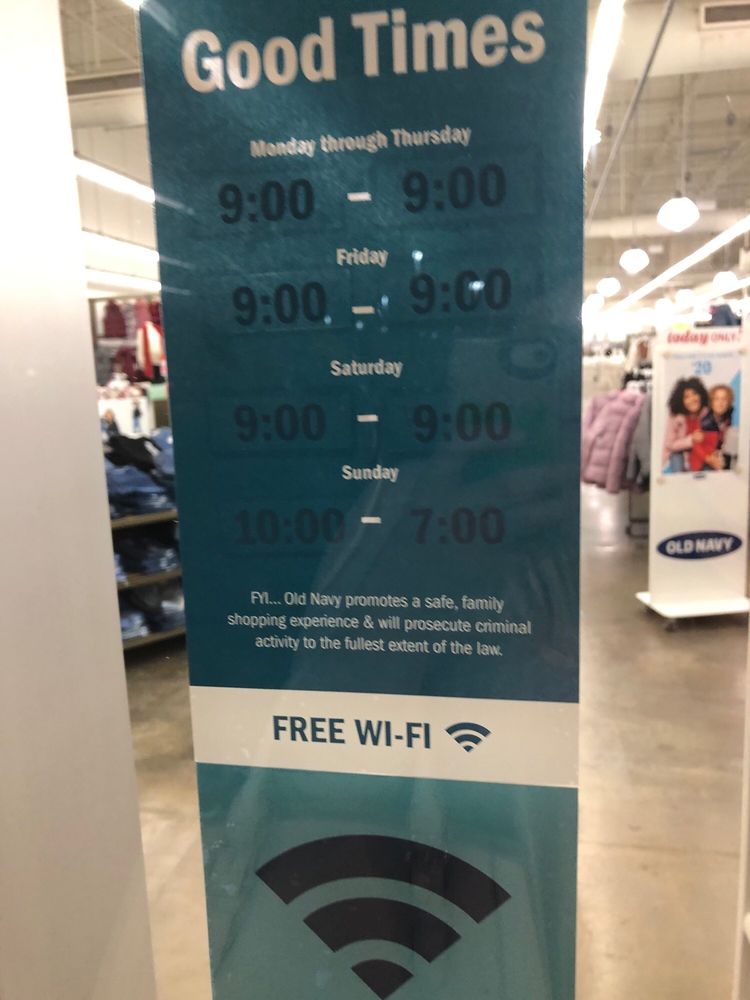 Good Times
Monday through Thursday
9:00 - 9:00
Friday
9:00 - 9:00
Saturday
9:00 - 9:00
Sunday
10:00 - 7:00
FYI... Old Navy promotes a safe, family
shopping experience & will prosecute criminal
activity to the fullest extent of the law.
FREE WI-FI
today ONLY!
$20
OLD NAVY